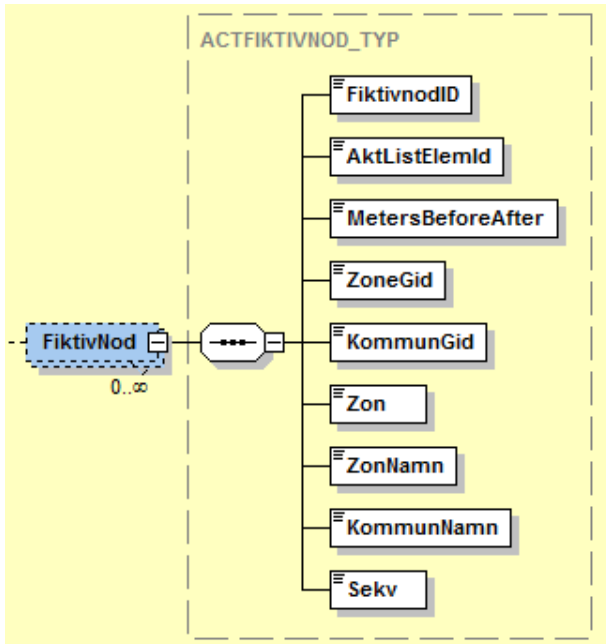 ACTFIKTIVNOD_TYP
FiktivnodID
AktListElemId
MetersBeforeAfter
ZoneGid
FiktivNod
0..∞
KommunGid
Zon
ZonNamn
KommunNamn
Sekv